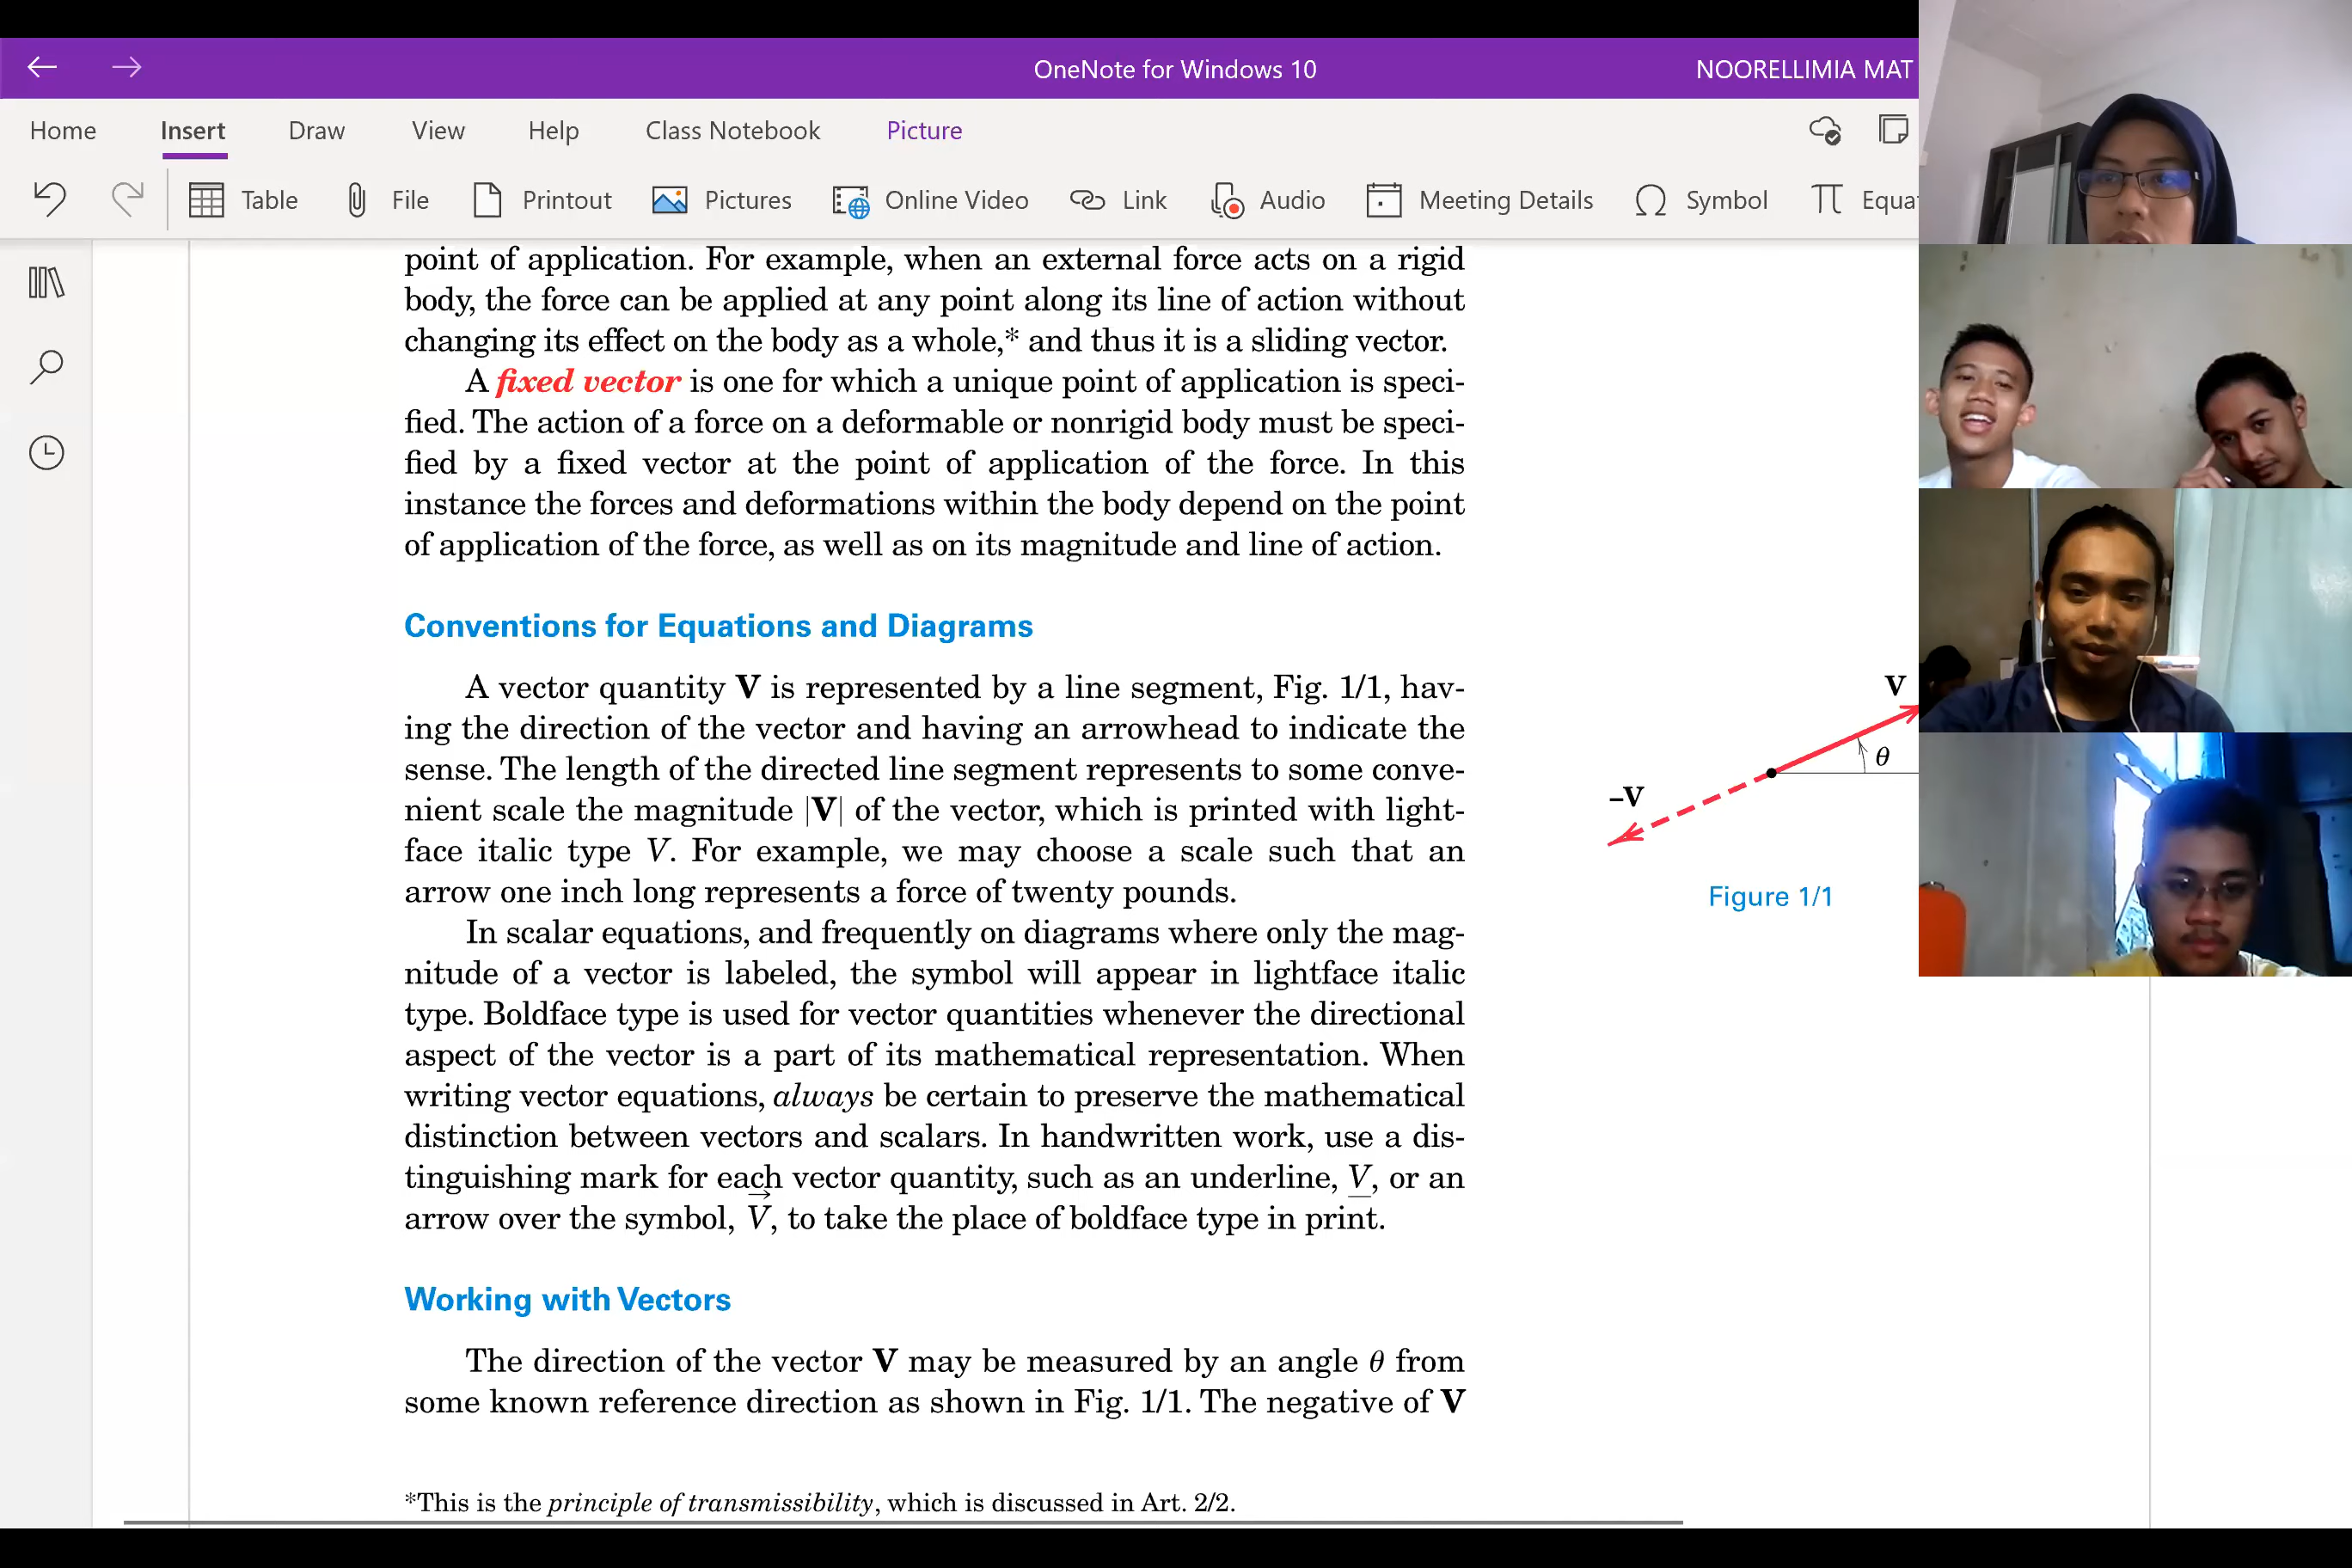 OneNote for Windows 10
NOORELLIMIA MAT
Home Insert Draw View Help Class Notebook Picture
Table File Printout Pictures Online Video Link Audio Meeting Details Symbol
point of application. For example, when an external force acts on a rigid
body, the force can be applied at any point along its line of action without
changing its effect on the body as a whole,* and thus it is a sliding vector.
A fixed vector is one for which a unique point of application is speci-
fied. The action of a force on a deformable or nonrigid body must be speci-
fied by a fixed vector at the point of application of the force. In this
instance the forces and deformations within the body depend on the point
of application of the force, as well as on its magnitude and line of action.
Conventions for Equations and Diagrams
A vector quantity V is represented by a line segment, Fig. 1/1, hav-
ing the direction of the vector and having an arrowhead to indicate the
sense. The length of the directed line segment represents to some conve-
nient scale the magnitude |V| of the vector, which is printed with light-
face italic type V. For example, we may choose a scale such that an
arrow one inch long represents a force of twenty pounds.
In scalar equations, and frequently on diagrams where only the mag-
nitude of a vector is labeled, the symbol will appear in lightface italic
type. Boldface type is used for vector quantities whenever the directional
aspect of the vector is a part of its mathematical representation. When
writing vector equations, always be certain to preserve the mathematical
distinction between vectors and scalars. In handwritten work, use a dis-
tinguishing mark for each vector quantity, such as an underline, V̲, or an
arrow over the symbol, V⃗, to take the place of boldface type in print.
Working with Vectors
The direction of the vector V may be measured by an angle θ from
some known reference direction as shown in Fig. 1/1. The negative of V
*This is the principle of transmissibility, which is discussed in Art. 2/2.
V
θ
–V
Figure 1/1